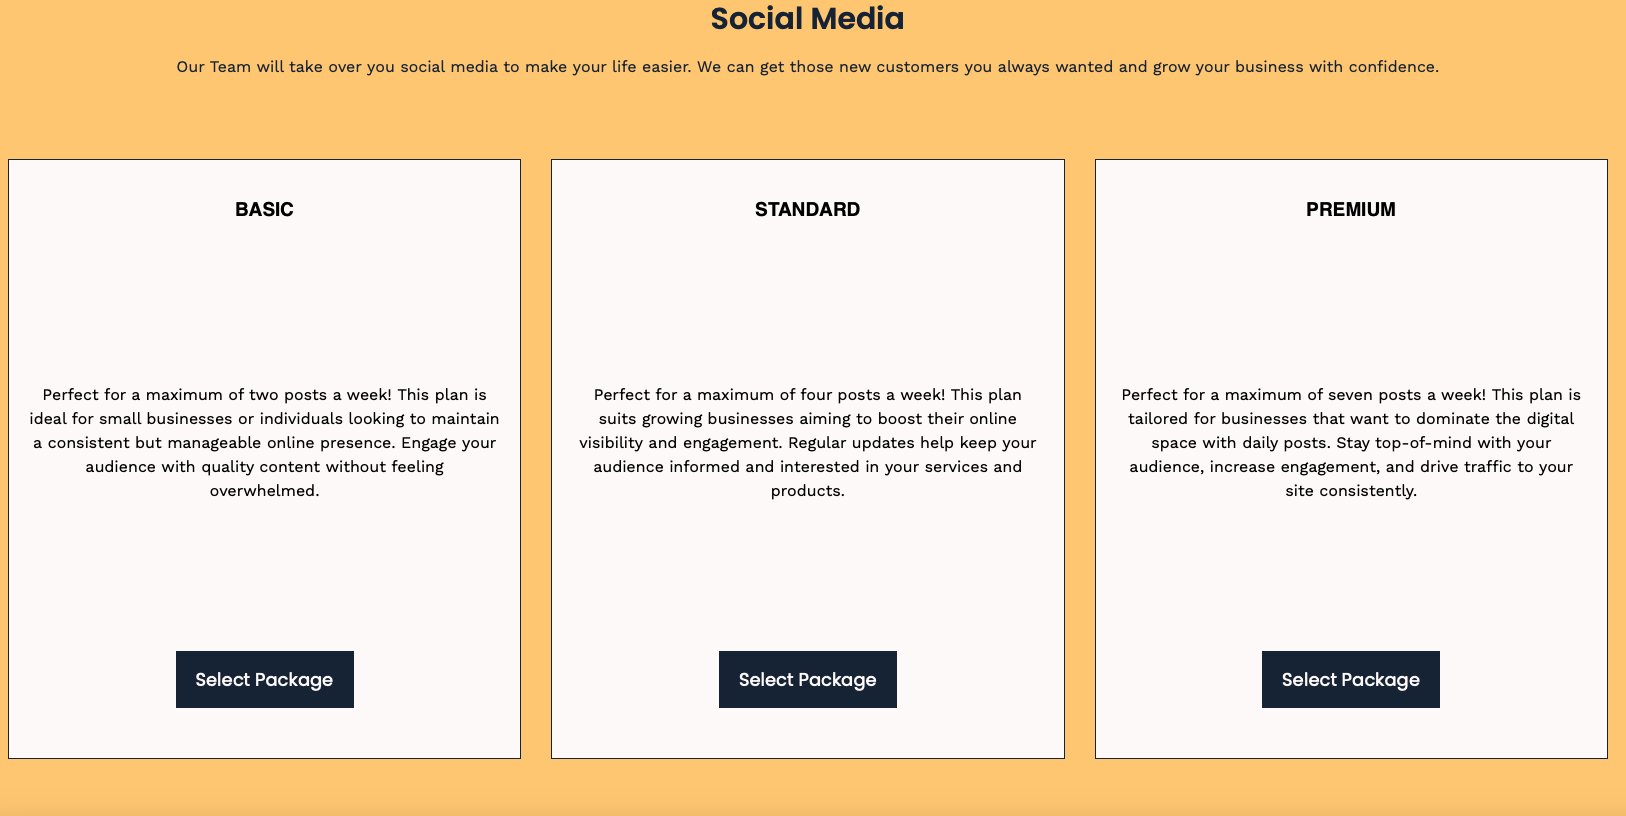 Social Media
Our Team will take over you social media to make your life easier. We can get those new customers you always wanted and grow your business with confidence.
BASIC
Perfect for a maximum of two posts a week! This plan is
ideal for small businesses or individuals looking to maintain
a consistent but manageable online presence. Engage your
audience with quality content without feeling
overwhelmed.
Select Package
STANDARD
Perfect for a maximum of four posts a week! This plan
suits growing businesses aiming to boost their online
visibility and engagement. Regular updates help keep your
audience informed and interested in your services and
products.
Select Package
PREMIUM
Perfect for a maximum of seven posts a week! This plan is
tailored for businesses that want to dominate the digital
space with daily posts. Stay top-of-mind with your
audience, increase engagement, and drive traffic to your
site consistently.
Select Package